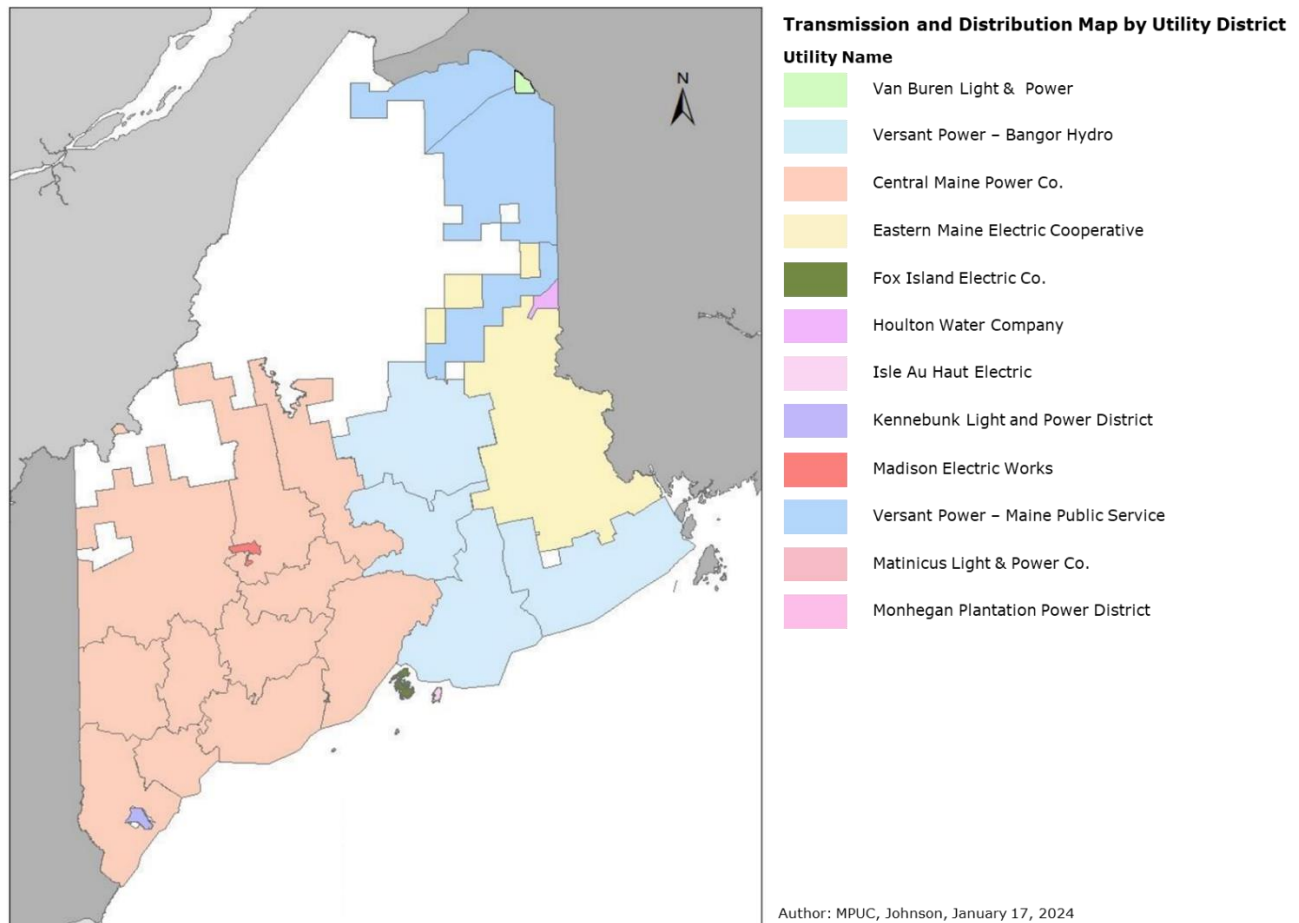 Transmission and Distribution Map by Utility District
Utility Name
Van Buren Light & Power
Versant Power – Bangor Hydro
Central Maine Power Co.
Eastern Maine Electric Cooperative
Fox Island Electric Co.
Houlton Water Company
Isle Au Haut Electric
Kennebunk Light and Power District
Madison Electric Works
Versant Power – Maine Public Service
Matinicus Light & Power Co.
Monhegan Plantation Power District
N
Author: MPUC, Johnson, January 17, 2024